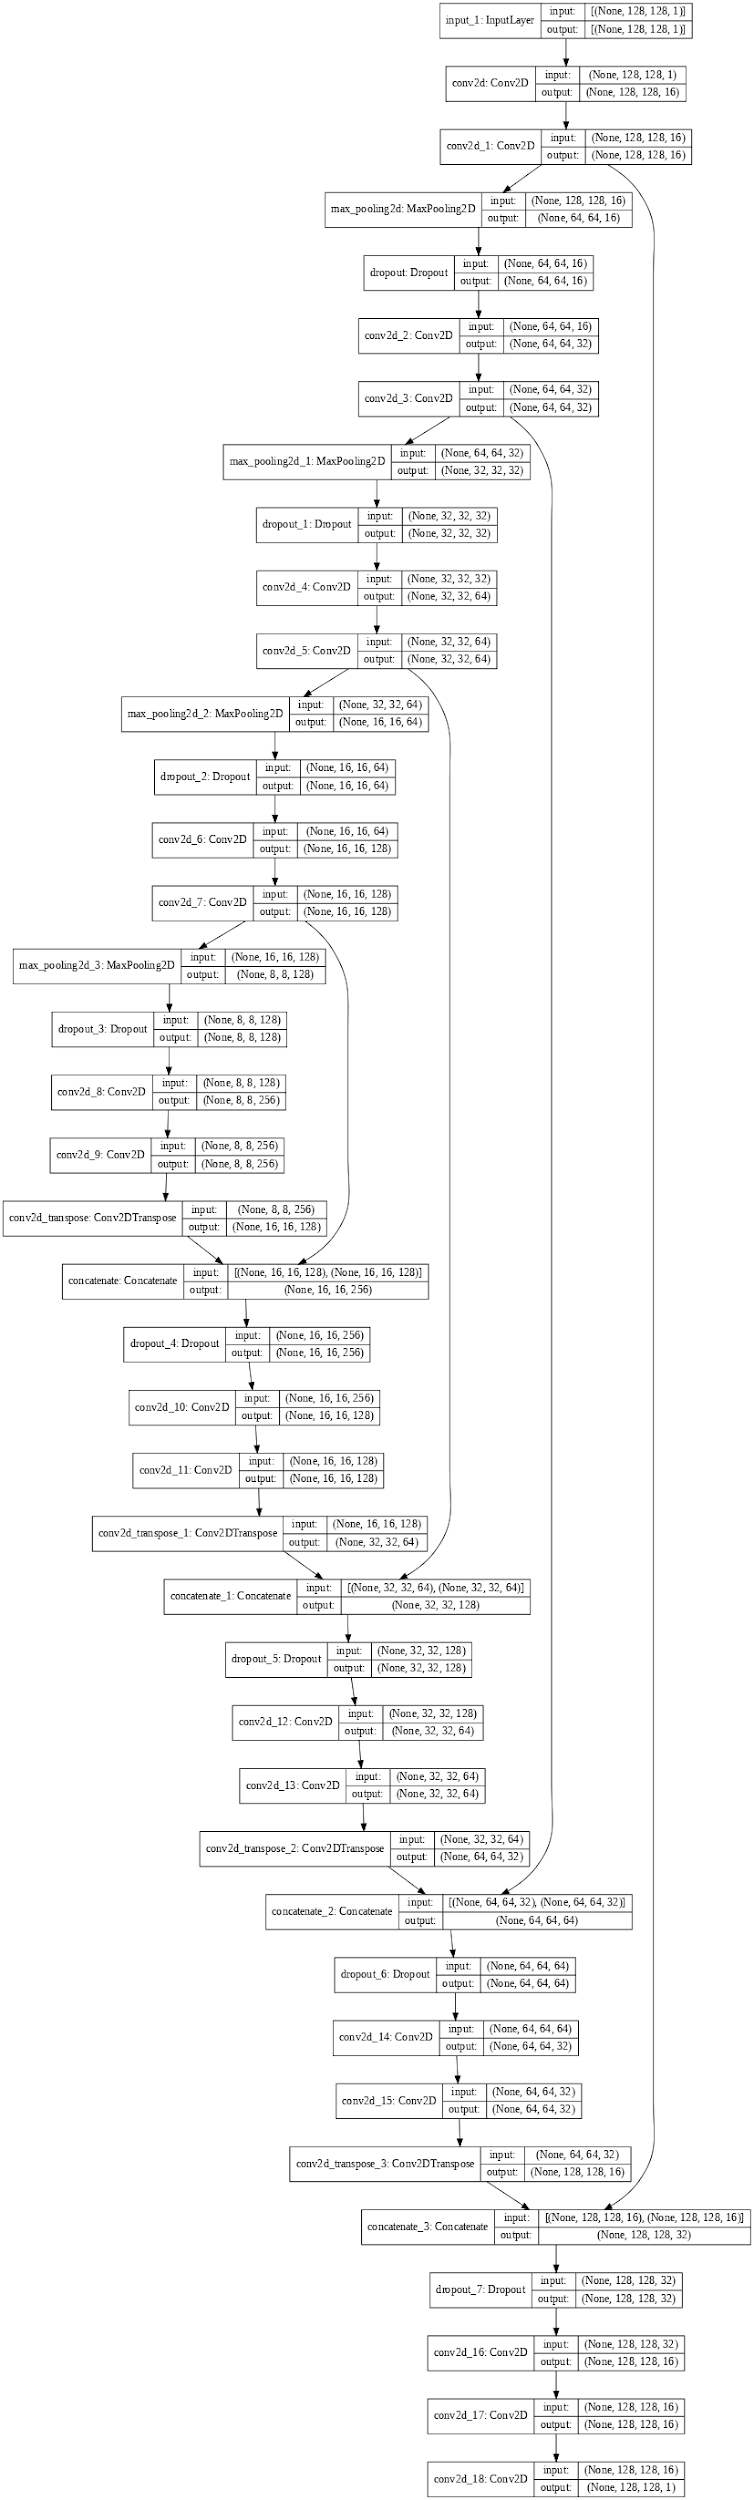 input_1: InputLayer
input: [(None, 128, 128, 1)]
output: [(None, 128, 128, 1)]
conv2d: Conv2D
input: (None, 128, 128, 1)
output: (None, 128, 128, 16)
conv2d_1: Conv2D
input: (None, 128, 128, 16)
output: (None, 128, 128, 16)
max_pooling2d: MaxPooling2D
input: (None, 128, 128, 16)
output: (None, 64, 64, 16)
dropout: Dropout
input: (None, 64, 64, 16)
output: (None, 64, 64, 16)
conv2d_2: Conv2D
input: (None, 64, 64, 16)
output: (None, 64, 64, 32)
conv2d_3: Conv2D
input: (None, 64, 64, 32)
output: (None, 64, 64, 32)
max_pooling2d_1: MaxPooling2D
input: (None, 64, 64, 32)
output: (None, 32, 32, 32)
dropout_1: Dropout
input: (None, 32, 32, 32)
output: (None, 32, 32, 32)
conv2d_4: Conv2D
input: (None, 32, 32, 32)
output: (None, 32, 32, 64)
conv2d_5: Conv2D
input: (None, 32, 32, 64)
output: (None, 32, 32, 64)
max_pooling2d_2: MaxPooling2D
input: (None, 32, 32, 64)
output: (None, 16, 16, 64)
dropout_2: Dropout
input: (None, 16, 16, 64)
output: (None, 16, 16, 64)
conv2d_6: Conv2D
input: (None, 16, 16, 64)
output: (None, 16, 16, 128)
conv2d_7: Conv2D
input: (None, 16, 16, 128)
output: (None, 16, 16, 128)
max_pooling2d_3: MaxPooling2D
input: (None, 16, 16, 128)
output: (None, 8, 8, 128)
dropout_3: Dropout
input: (None, 8, 8, 128)
output: (None, 8, 8, 128)
conv2d_8: Conv2D
input: (None, 8, 8, 128)
output: (None, 8, 8, 256)
conv2d_9: Conv2D
input: (None, 8, 8, 256)
output: (None, 8, 8, 256)
conv2d_transpose: Conv2DTranspose
input: (None, 8, 8, 256)
output: (None, 16, 16, 128)
concatenate: Concatenate
input: [(None, 16, 16, 128), (None, 16, 16, 128)]
output: (None, 16, 16, 256)
dropout_4: Dropout
input: (None, 16, 16, 256)
output: (None, 16, 16, 256)
conv2d_10: Conv2D
input: (None, 16, 16, 256)
output: (None, 16, 16, 128)
conv2d_11: Conv2D
input: (None, 16, 16, 128)
output: (None, 16, 16, 128)
conv2d_transpose_1: Conv2DTranspose
input: (None, 16, 16, 128)
output: (None, 32, 32, 64)
concatenate_1: Concatenate
input: [(None, 32, 32, 64), (None, 32, 32, 64)]
output: (None, 32, 32, 128)
dropout_5: Dropout
input: (None, 32, 32, 128)
output: (None, 32, 32, 128)
conv2d_12: Conv2D
input: (None, 32, 32, 128)
output: (None, 32, 32, 64)
conv2d_13: Conv2D
input: (None, 32, 32, 64)
output: (None, 32, 32, 64)
conv2d_transpose_2: Conv2DTranspose
input: (None, 32, 32, 64)
output: (None, 64, 64, 32)
concatenate_2: Concatenate
input: [(None, 64, 64, 32), (None, 64, 64, 32)]
output: (None, 64, 64, 64)
dropout_6: Dropout
input: (None, 64, 64, 64)
output: (None, 64, 64, 64)
conv2d_14: Conv2D
input: (None, 64, 64, 64)
output: (None, 64, 64, 32)
conv2d_15: Conv2D
input: (None, 64, 64, 32)
output: (None, 64, 64, 32)
conv2d_transpose_3: Conv2DTranspose
input: (None, 64, 64, 32)
output: (None, 128, 128, 16)
concatenate_3: Concatenate
input: [(None, 128, 128, 16), (None, 128, 128, 16)]
output: (None, 128, 128, 32)
dropout_7: Dropout
input: (None, 128, 128, 32)
output: (None, 128, 128, 32)
conv2d_16: Conv2D
input: (None, 128, 128, 32)
output: (None, 128, 128, 16)
conv2d_17: Conv2D
input: (None, 128, 128, 16)
output: (None, 128, 128, 16)
conv2d_18: Conv2D
input: (None, 128, 128, 16)
output: (None, 128, 128, 1)